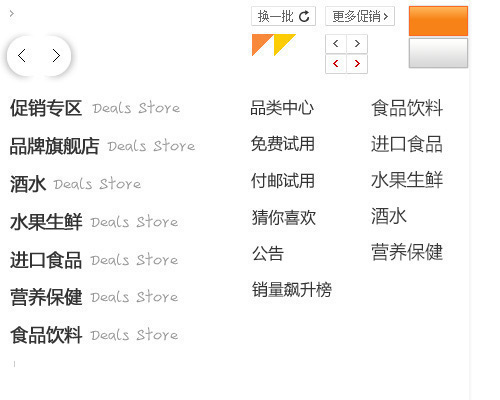 换一批
更多促销
促销专区 Deals Store
品牌旗舰店 Deals Store
酒水 Deals Store
水果生鲜 Deals Store
进口食品 Deals Store
营养保健 Deals Store
食品饮料 Deals Store
品类中心
免费试用
付邮试用
猜你喜欢
公告
销量飙升榜
食品饮料
进口食品
水果生鲜
酒水
营养保健